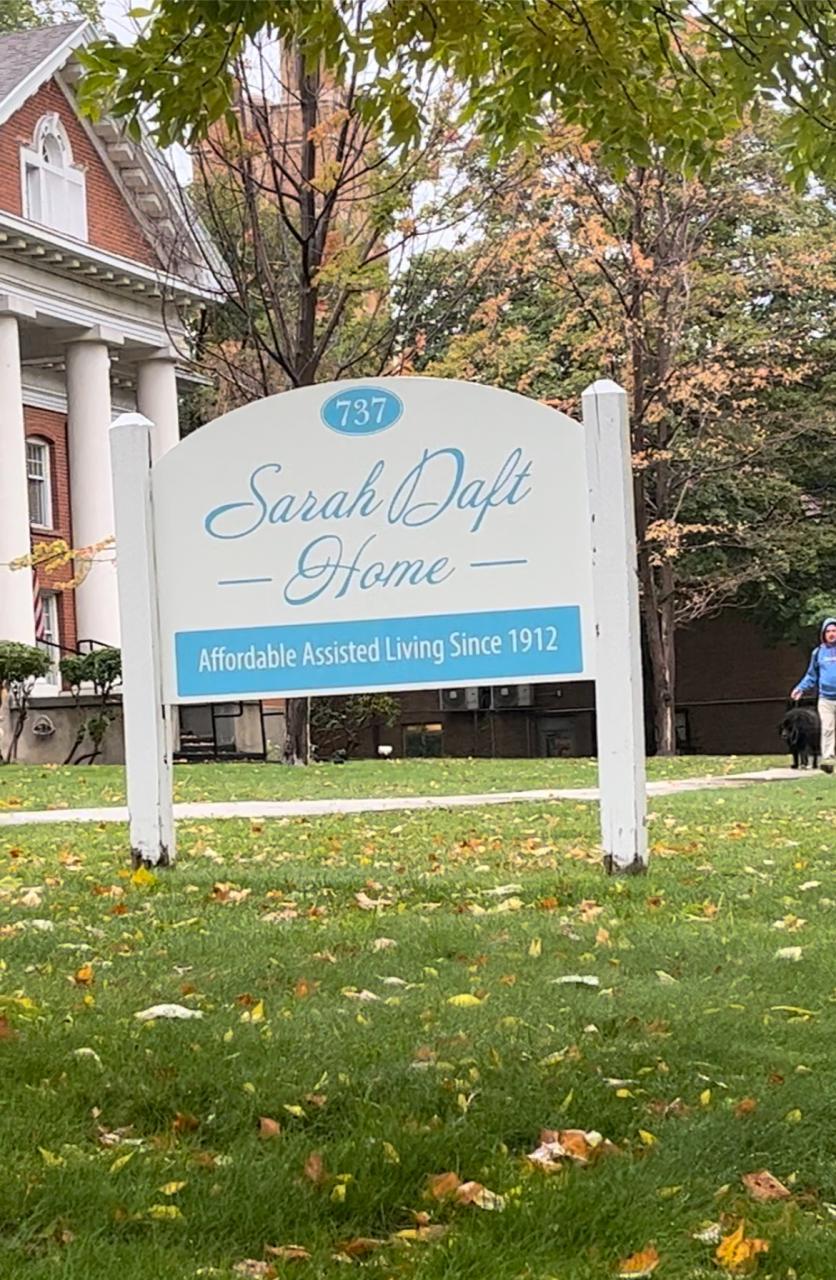 737
Sarah Daft
Home
Affordable Assisted Living Since 1912